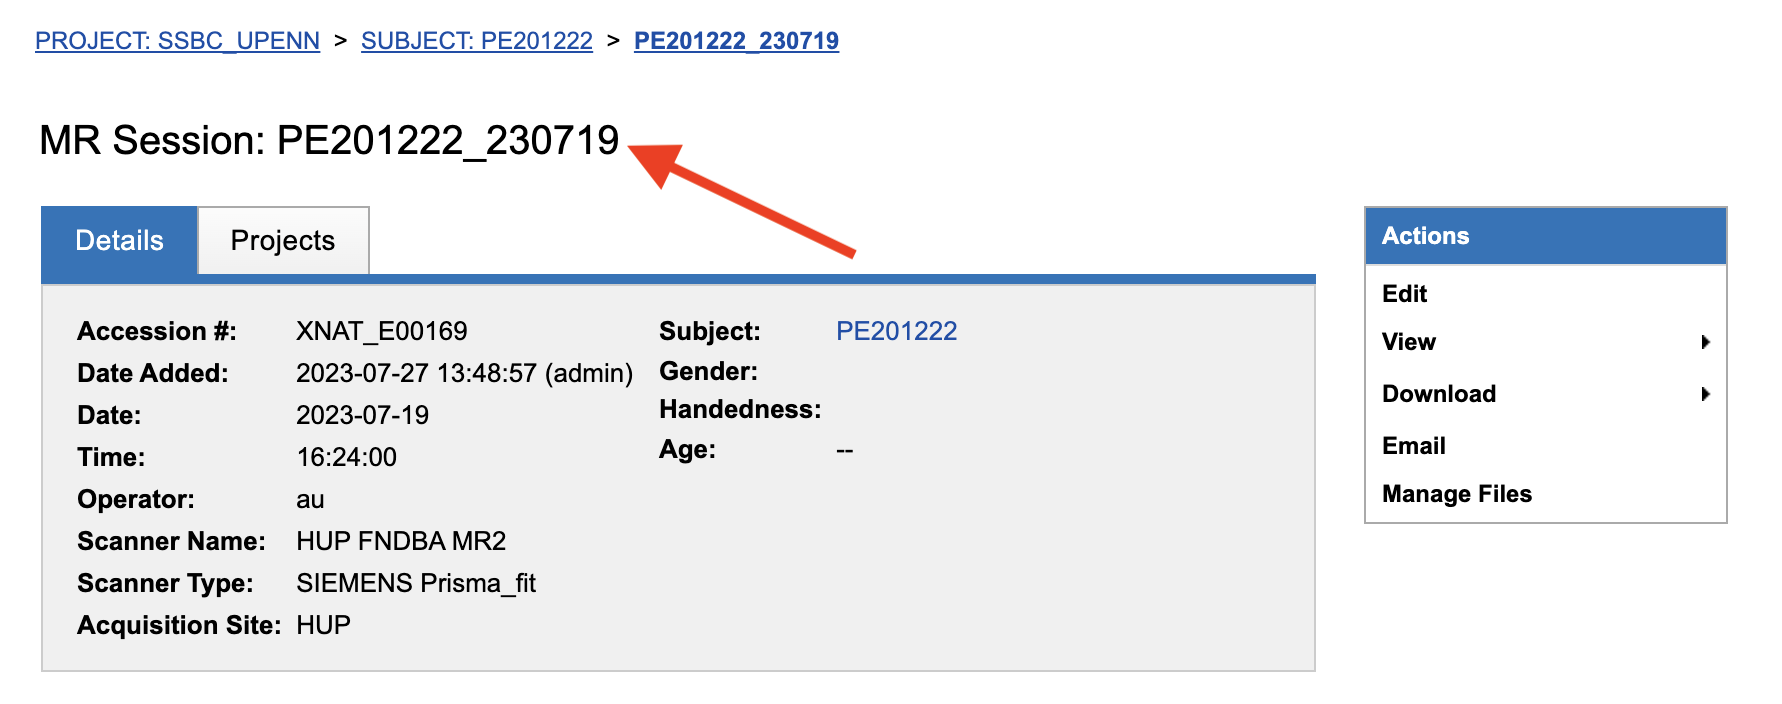 PROJECT: SSBC_UPENN > SUBJECT: PE201222 > PE201222_230719
MR Session: PE201222_230719
Details
Projects
Accession #: XNAT_E00169
Date Added: 2023-07-27 13:48:57 (admin)
Date: 2023-07-19
Time: 16:24:00
Operator: au
Scanner Name: HUP FNDBA MR2
Scanner Type: SIEMENS Prisma_fit
Acquisition Site: HUP
Subject: PE201222
Gender:
Handedness:
Age: --
Actions
Edit
View
Download
Email
Manage Files